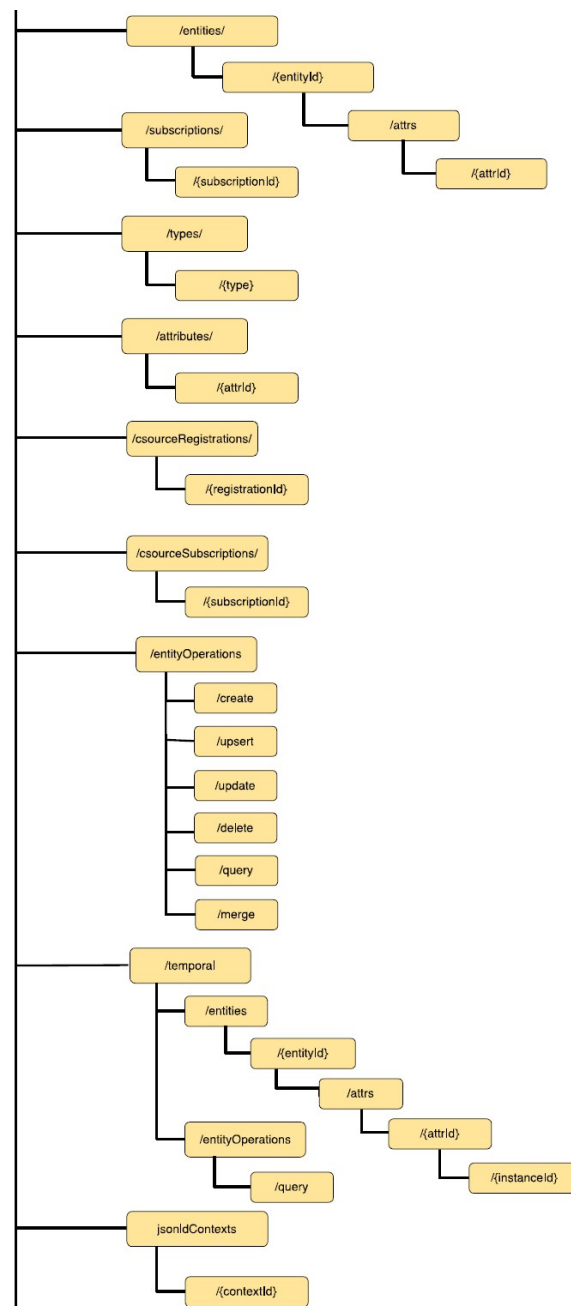 /entities/
/{entityId}
/attrs
/{attrId}
/subscriptions/
/{subscriptionId}
/types/
/{type}
/attributes/
/{attrId}
/csourceRegistrations/
/{registrationId}
/csourceSubscriptions/
/{subscriptionId}
/entityOperations
/create
/upsert
/update
/delete
/query
/merge
/temporal
/entities
/{entityId}
/attrs
/{attrId}
/{instanceId}
/entityOperations
/query
jsonldContexts
/{contextId}